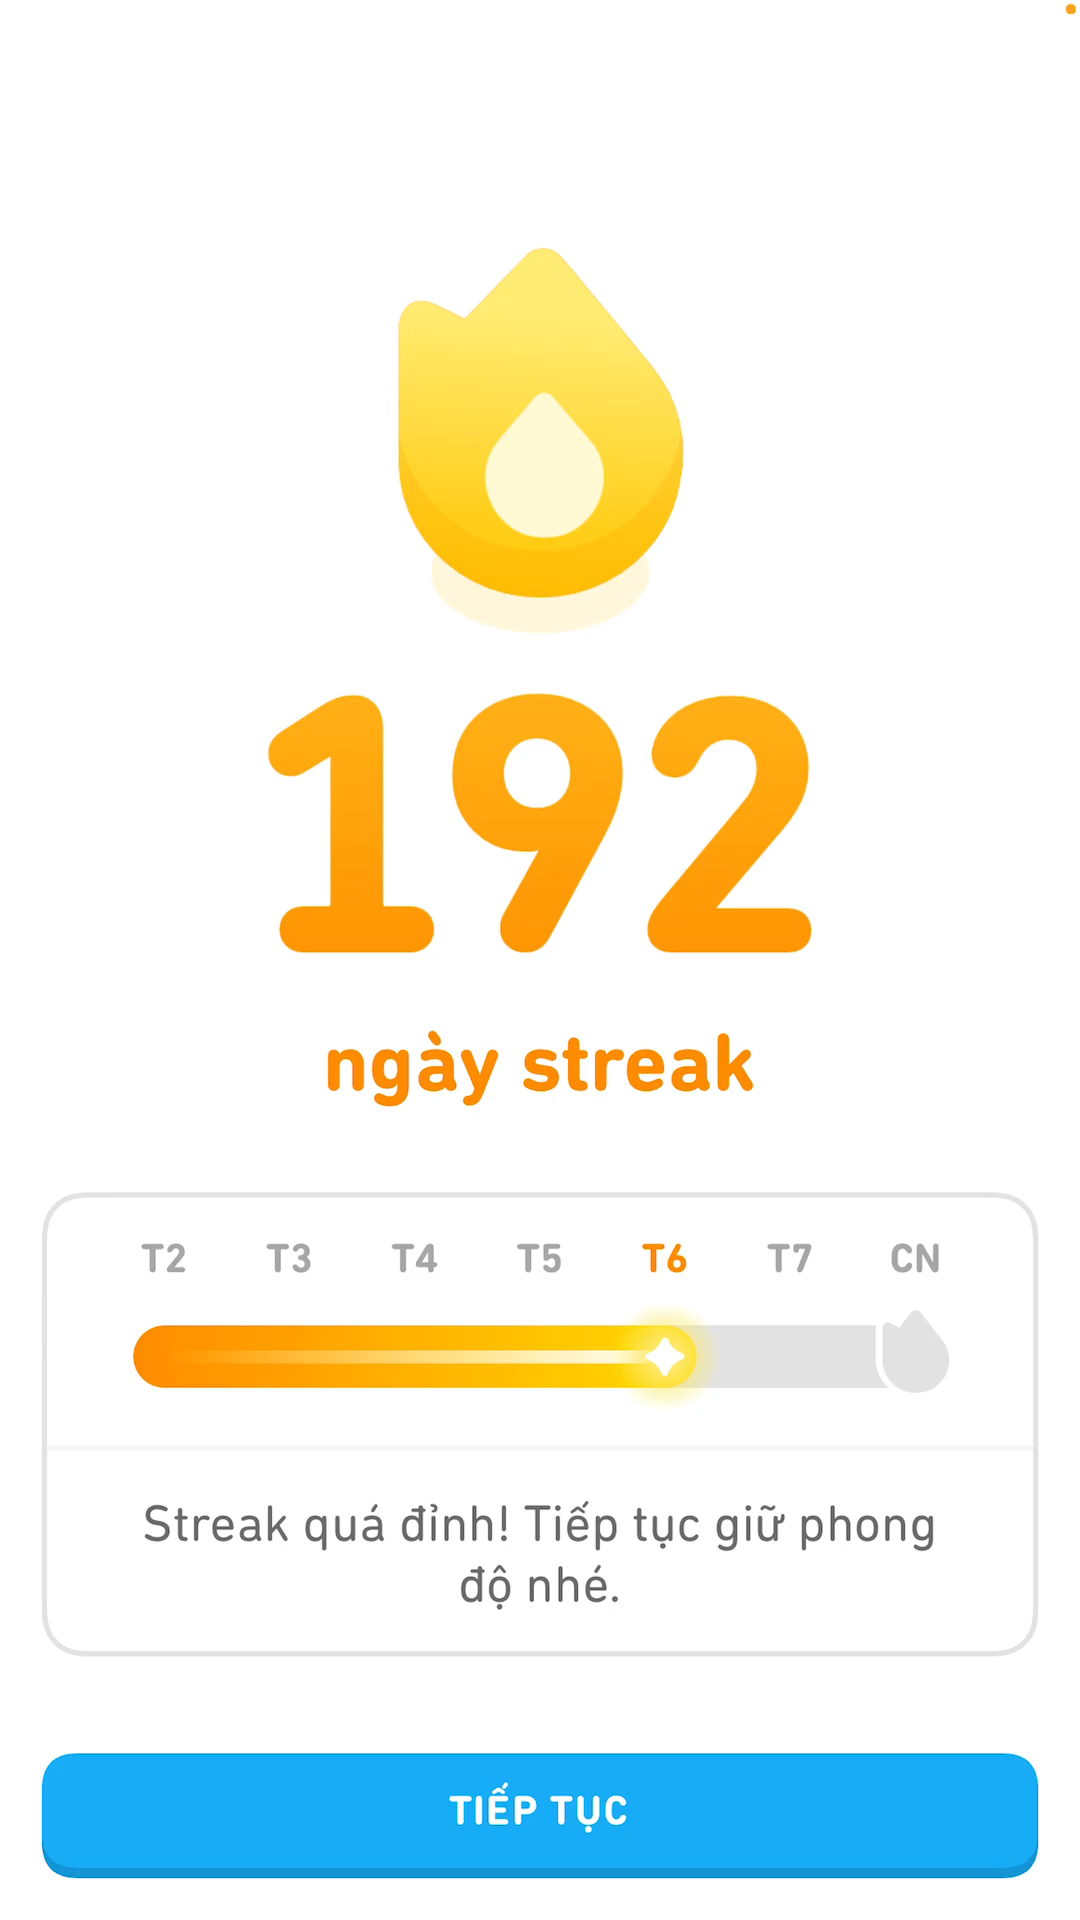 192
ngày streak
T2 T3 T4 T5 T6 T7 CN
Streak quá đỉnh! Tiếp tục giữ phong
độ nhé.
TIẾP TỤC